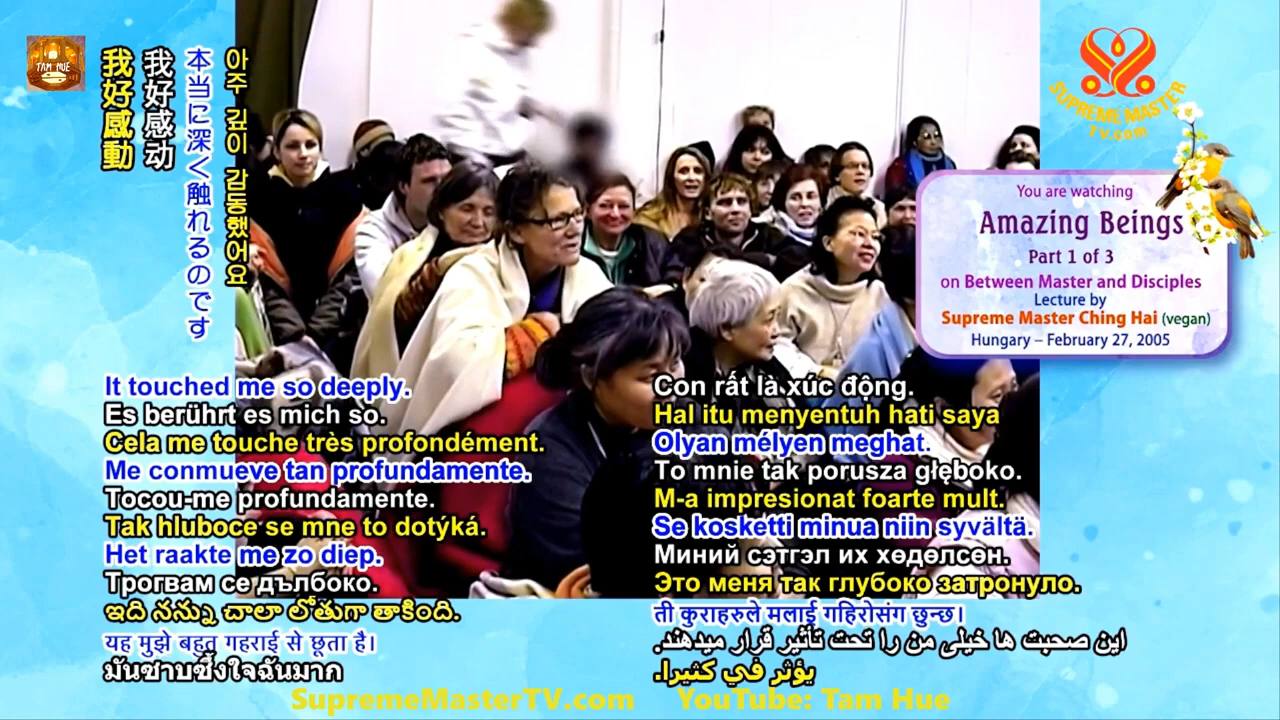 TAM HUE
我好感動
我好感动
本当に深く触れるのです
아주 깊이 감동했어요
SUPREME MASTER
TV.com
You are watching
Amazing Beings
Part 1 of 3
on Between Master and Disciples
Lecture by
Supreme Master Ching Hai (vegan)
Hungary – February 27, 2005
It touched me so deeply.
Es berührt es mich so.
Cela me touche très profondément.
Me conmueve tan profundamente.
Tocou-me profundamente.
Tak hluboce se mne to dotýká.
Het raakte me zo diep.
Трогвам се дълбоко.
ఇది నన్ను చాలా లోతుగా తాకింది.
यह मुझे बहुत गहराई से छूता है।
มันซาบซึ้งใจฉันมาก
Con rất là xúc động.
Hal itu menyentuh hati saya
Olyan mélyen meghat.
To mnie tak porusza głęboko.
M-a impresionat foarte mult.
Se kosketti minua niin syvältä.
Миний сэтгэл их хөдөлсөн.
Это меня так глубоко затронуло.
ती कुराहरुले मलाई गहिरोसंग छुन्छ।
این صحبت ها خیلی من را تحت تأثیر قرار میدهند.
يؤثر في كثيرا.
SupremeMasterTV.com YouTube: Tam Hue